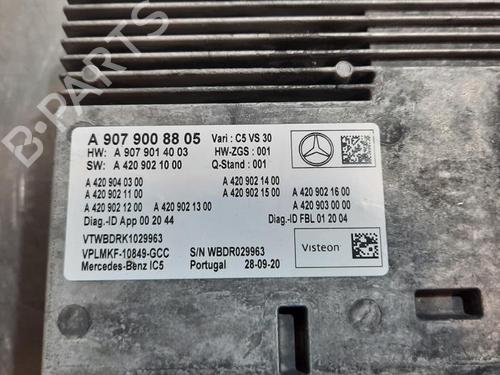 B-PARTS
A 907 900 88 05 Vari : C5 VS 30
HW: A 907 901 40 03 HW-ZGS : 001
SW: A 420 902 10 00 Q-Stand : 001
A 420 904 03 00 A 420 902 14 00
A 420 902 11 00 A 420 902 15 00 A 420 902 16 00
A 420 902 12 00 A 420 902 13 00 A 420 903 00 00
Diag.-ID App 00 20 44 Diag.-ID FBL 01 20 04
VTWBDRK1029963
VPLMKF-10849-GCC S/N WBDR029963
Mercedes-Benz IC5 Portugal 28-09-20
Visteon